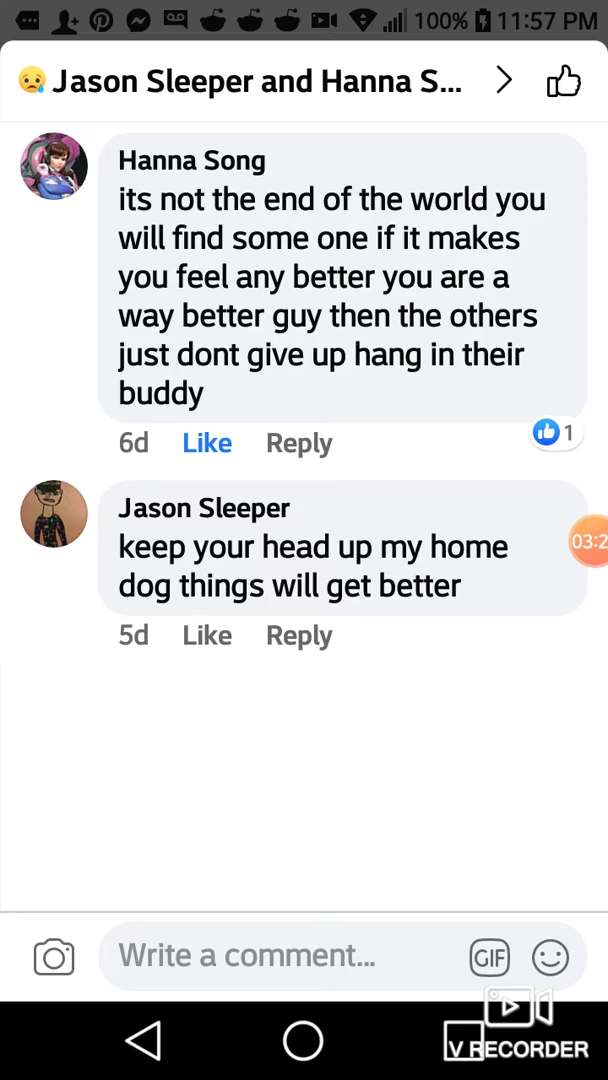 100% 11:57 PM
Jason Sleeper and Hanna S...
Hanna Song
its not the end of the world you
will find some one if it makes
you feel any better you are a
way better guy then the others
just dont give up hang in their
buddy
6d Like Reply 1
Jason Sleeper
keep your head up my home
dog things will get better
03:2
5d Like Reply
Write a comment... GIF
V RECORDER